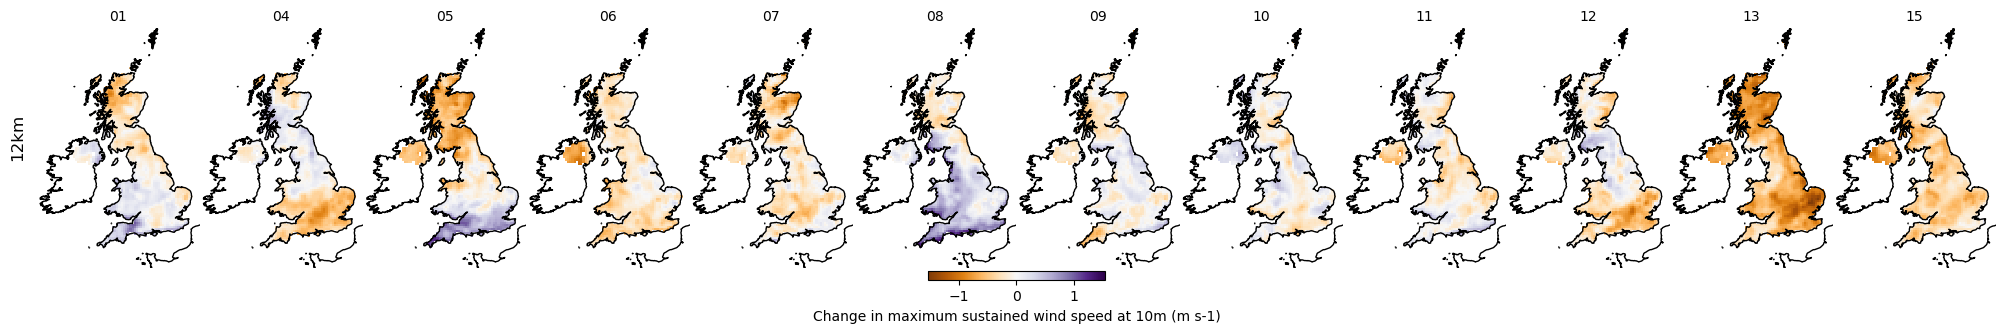 01 04 05 06 07 08 09 10 11 12 13 15
12km
−1 0 1
Change in maximum sustained wind speed at 10m (m s-1)